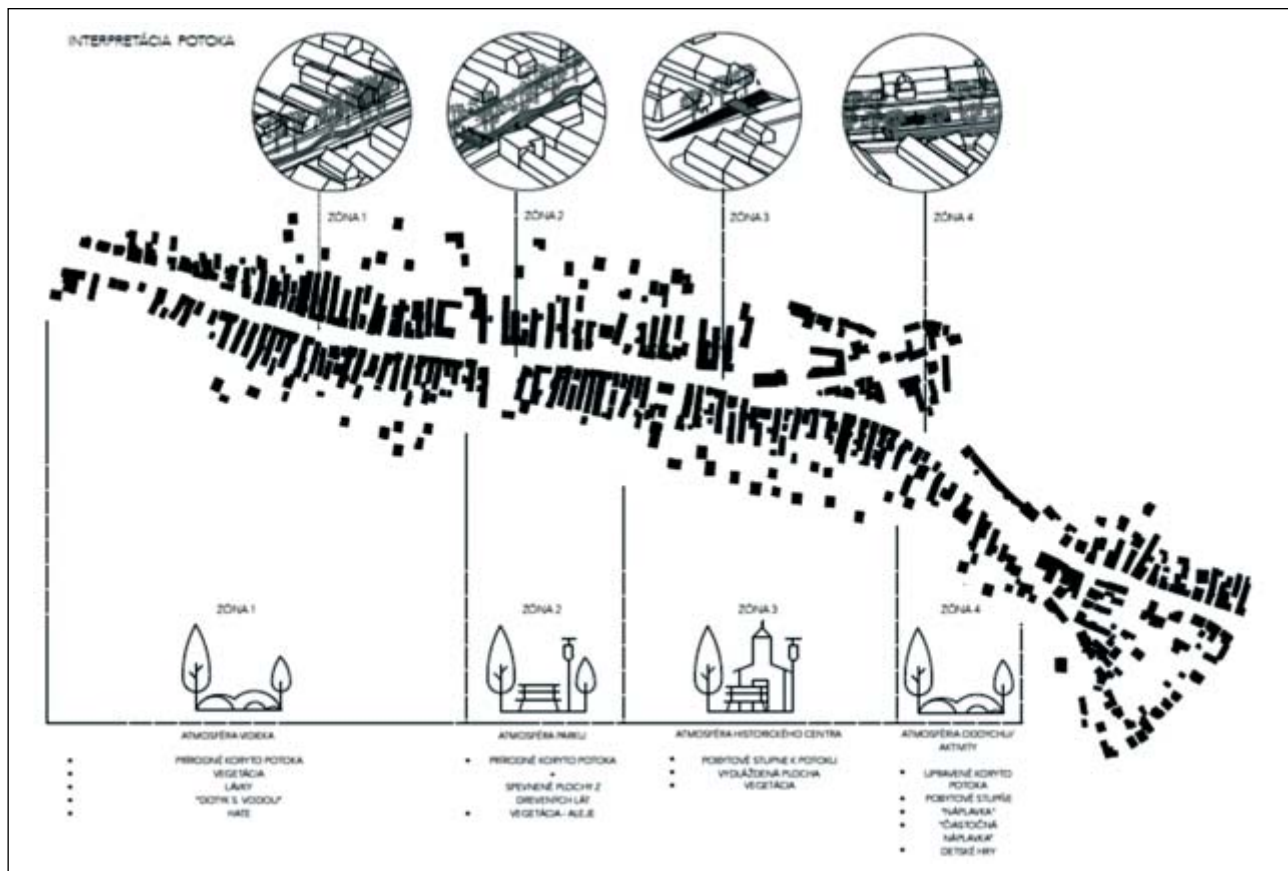 INTERPRETÁCIA POTOKA
ZÓNA 1
ZÓNA 2
ZÓNA 3
ZÓNA 4
ZÓNA 1
ZÓNA 2
ZÓNA 3
ZÓNA 4
ATMOSFÉRA VIDIEKA
• PRÍRODNÉ KORYTO POTOKA
• VEGETÁCIA
• LÁVKY
• "DOTYK S VODOU"
• HATE
ATMOSFÉRA PARKU
• PRÍRODNÉ KORYTO POTOKA
+
SPEVNENÉ PLOCHY Z
DREVENÝCH LÁT
• VEGETÁCIA - ALEJE
ATMOSFÉRA HISTORICKÉHO CENTRA
• POBYTOVÉ STUPNE K POTOKU
• VYDLÁŽDENÁ PLOCHA
• VEGETÁCIA
ATMOSFÉRA ODDYCHU/
AKTIVITY
• UPRAVENÉ KORYTO
POTOKA
• POBYTOVÉ STUPNE
• "NÁPLAVKA"
• "ČIASTOČNÁ
NÁPLAVKA"
• DETSKÉ HRY